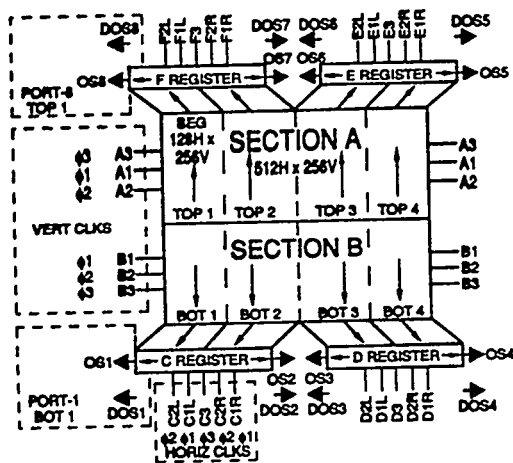 DOS8 F2L F1L F3 F2R F1R DOS7 DOS6 E2L E1L E3 E2R E1R DOS5
PORT-8 TOP 1
OS8 F REGISTER OS7 OS6 E REGISTER OS5
SEG 128H x 256V
SECTION A
512H x 256V
φ3 A3 A3
φ1 A1 A1
φ2 A2 A2
TOP 1 TOP 2 TOP 3 TOP 4
VERT CLKS
SECTION B
φ1 B1 B1
φ2 B2 B2
φ3 B3 B3
BOT 1 BOT 2 BOT 3 BOT 4
OS1 C REGISTER OS2 OS3 D REGISTER OS4
PORT-1 BOT 1
DOS1 C2L C1L C3 C2R C1R DOS2 DOS3 D2L D1L D3 D2R D1R DOS4
φ2 φ1 φ3 φ2 φ1
HORIZ CLKS